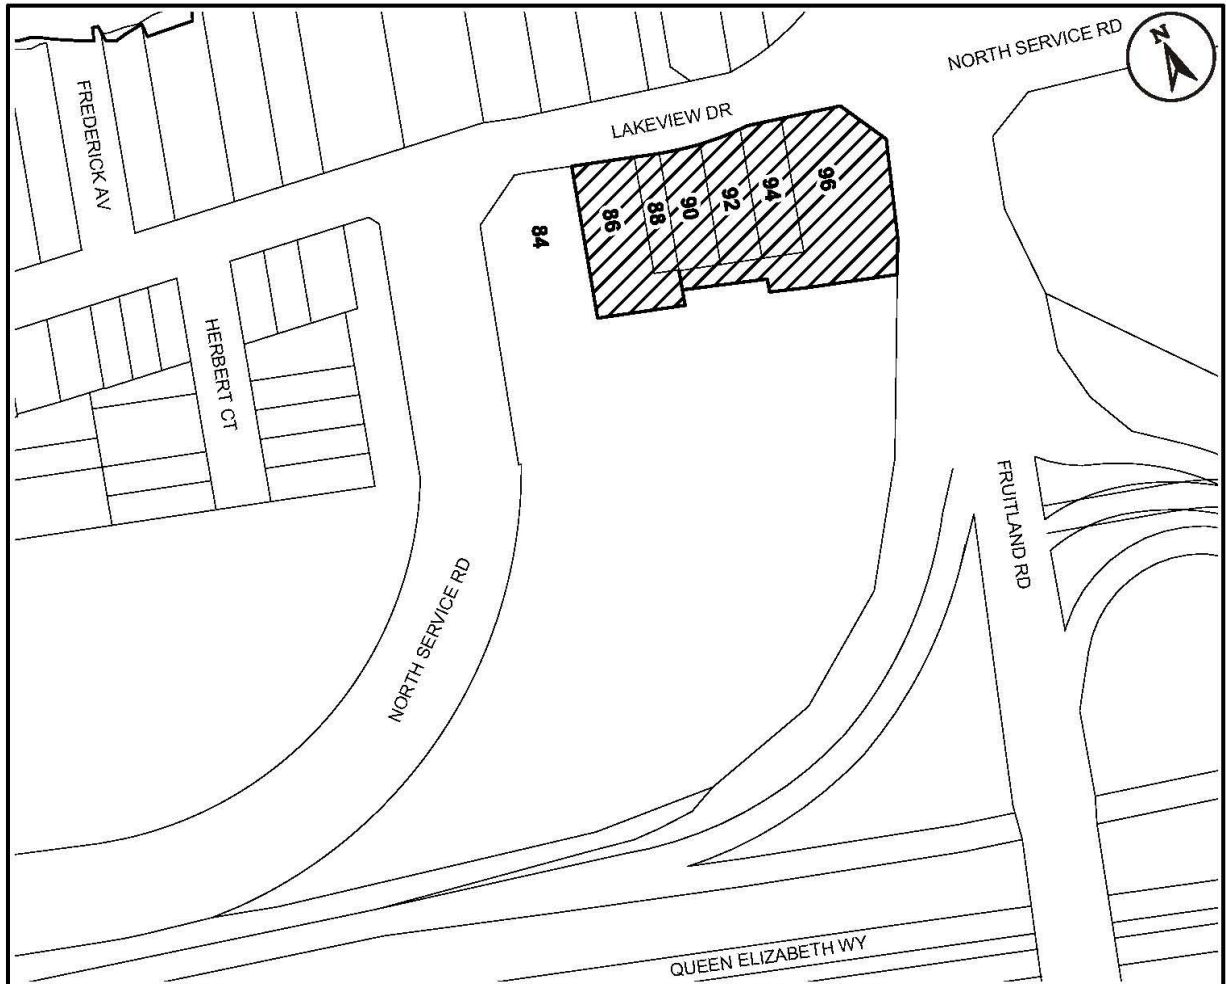 NORTH SERVICE RD
N
FREDERICK AV
LAKEVIEW DR
84
86
88
90
92
94
96
HERBERT CT
FRUITLAND RD
NORTH SERVICE RD
QUEEN ELIZABETH WY